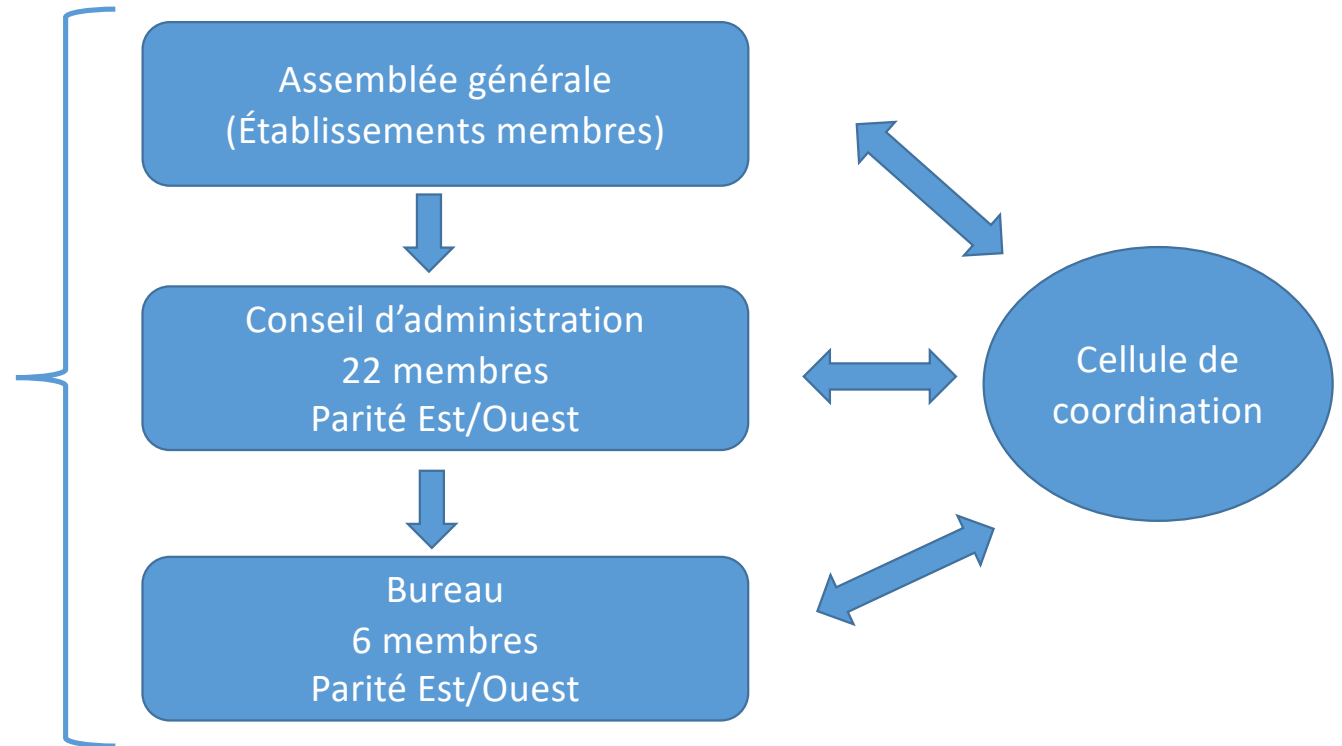 Assemblée générale
(Établissements membres)
Conseil d’administration
22 membres
Parité Est/Ouest
Bureau
6 membres
Parité Est/Ouest
Cellule de
coordination